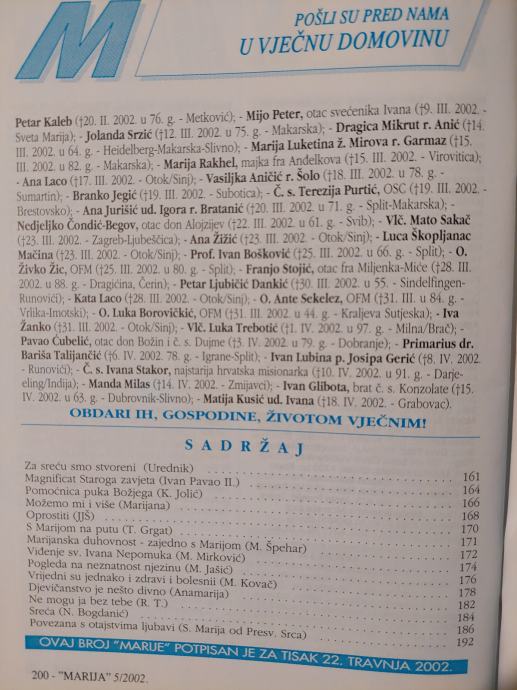 M
POŠLI SU PRED NAMA
U VJEČNU DOMOVINU
Petar Kaleb (†20. II. 2002. u 76. g. - Metković); - Mijo Peter, otac svećenika Ivana (†9. III. 2002. -
Sveta Marija); - Jolanda Srzić (†12. III. 2002. u 75. g. - Makarska); - Dragica Mikrut r. Anić (†14.
III. 2002. u 64. g. - Heidelberg-Makarska-Slivno); - Marija Luketina ž. Mirova r. Garmaz (†15.
III. 2002. u 82. g. - Makarska); - Marija Rakhel, majka fra Anđelkova (†15. III. 2002. - Virovitica);
- Ana Laco (†17. III. 2002. - Otok/Sinj); - Vasiljka Aničić r. Šolo (†18. III. 2002. u 78. g. -
Sumartin); - Branko Jegić (†19. III. 2002. - Subotica); - Č. s. Terezija Purtić, OSC (†19. III. 2002. -
Brestovsko); - Ana Jurišić ud. Igora r. Bratanić (†20. III. 2002. u 71. g. - Split-Makarska); -
Nedjeljko Čondić-Begov, otac don Alojzijev (†22. III. 2002. u 61. g. - Svib); - Vlč. Mato Sakač
(†23. III. 2002. - Zagreb-Ljubeščica); - Ana Žižić (†23. III. 2002. - Otok/Sinj); - Luca Škopljanac
Mačina (†23. III. 2002. - Otok/Sinj); - Prof. Ivan Bošković (†25. III. 2002. u 66. g. - Split); - O.
Živko Žic, OFM (†25. III. 2002. u 80. g. - Split); - Franjo Stojić, otac fra Miljenka-Miće (†28. III.
2002. u 88. g. - Dragićina, Čerin); - Petar Ljubičić Dankić (†30. III. 2002. u 55. - Sindelfingen-
Runovići); - Kata Laco (†28. III. 2002. - Otok/Sinj); - O. Ante Sekelez, OFM (†31. III. u 84. g. -
Vrlika-Imotski); - O. Luka Borovičkić, OFM (†31. III. 2002. u 44. g. - Kraljeva Sutjeska); - Iva
Žanko (†31. III. 2002. - Otok/Sinj); - Vlč. Luka Trebotić (†1. IV. 2002. u 97. g. - Milna/Brač); -
Pavao Ćubelić, otac don Božin i č. s. Dujme (†3. IV. 2002. u 79. g. - Dobranje); - Primarius dr.
Bariša Talijančić (†6. IV. 2002. 78. g. - Igrane-Split); - Ivan Lubina p. Josipa Gerić (†8. IV. 2002.
- Runovići); - Č. s. Ivana Stakor, najstarija hrvatska misionarka (†10. IV. 2002. u 91. g. - Darje-
eling/Indija); - Manda Milas (†14. IV. 2002. - Zmijavci); - Ivan Glibota, brat č. s. Konzolate (†15.
IV. 2002. u 63. g. - Dubrovnik-Slivno); - Matija Kusić ud. Ivana (†18. IV. 2002. - Grabovac).
OBDARI IH, GOSPODINE, ŽIVOTOM VJEČNIM!
SADRŽAJ
Za sreću smo stvoreni (Urednik) 161
Magnificat Staroga zavjeta (Ivan Pavao II.) 164
Pomoćnica puka Božjega (K. Jolić) 166
Možemo mi i više (Marijana) 168
Oprostiti (JJŠ) 170
S Marijom na putu (T. Grgat) 171
Marijanska duhovnost - zajedno s Marijom (M. Špehar) 172
Viđenje sv. Ivana Nepomuka (M. Mirković) 174
Pogleda na neznatnost njezinu (M. Jašić) 176
Vrijedni su jednako i zdravi i bolesni (M. Kovač) 178
Djevičanstvo je nešto divno (Anamarija) 182
Ne mogu ja bez tebe (R. T.) 184
Sreća (N. Bogdanić) 186
Povezana s otajstvima ljubavi (S. Marija od Presv. Srca) 192
OVAJ BROJ "MARIJE" POTPISAN JE ZA TISAK 22. TRAVNJA 2002.
200 - "MARIJA" 5/2002.